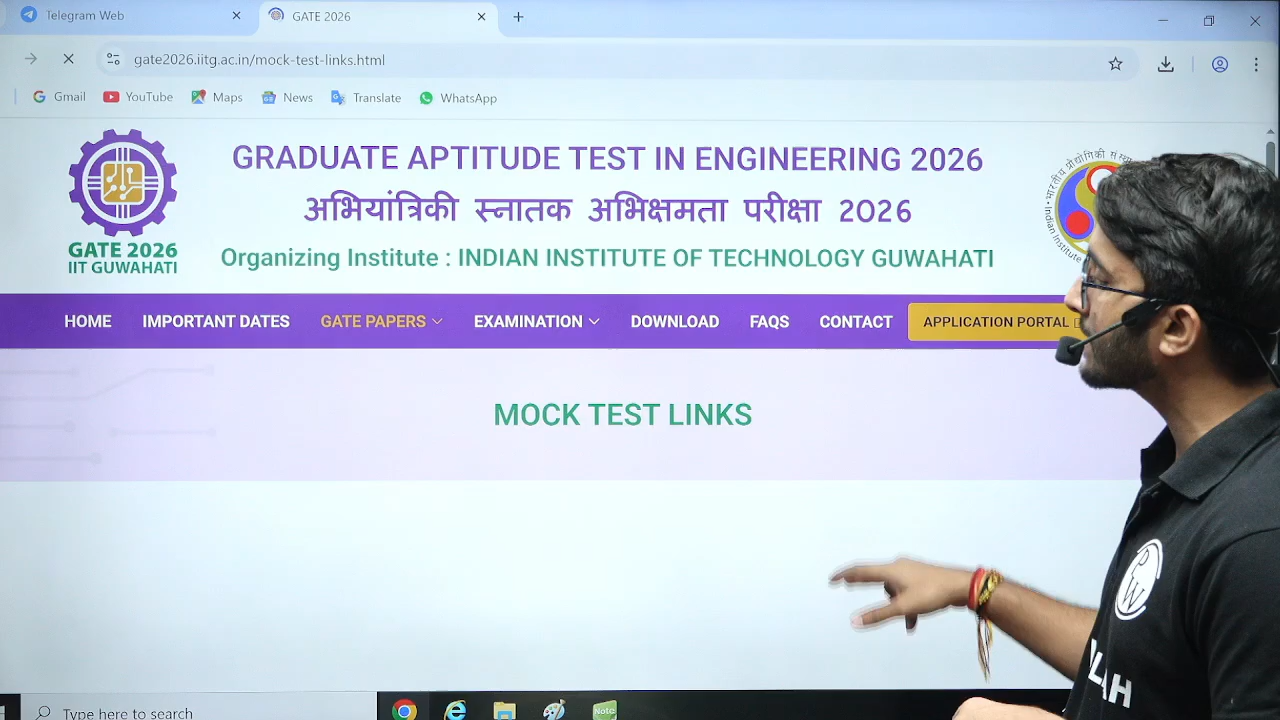 Telegram Web
GATE 2026
gate2026.iitg.ac.in/mock-test-links.html
Gmail YouTube Maps News Translate WhatsApp
GRADUATE APTITUDE TEST IN ENGINEERING 2026
अभियांत्रिकी स्नातक अभिक्षमता परीक्षा 2026
Organizing Institute : INDIAN INSTITUTE OF TECHNOLOGY GUWAHATI
GATE 2026
IIT GUWAHATI
HOME IMPORTANT DATES GATE PAPERS EXAMINATION DOWNLOAD FAQS CONTACT APPLICATION PORTAL
MOCK TEST LINKS
PW
LAH
Type here to search
Note